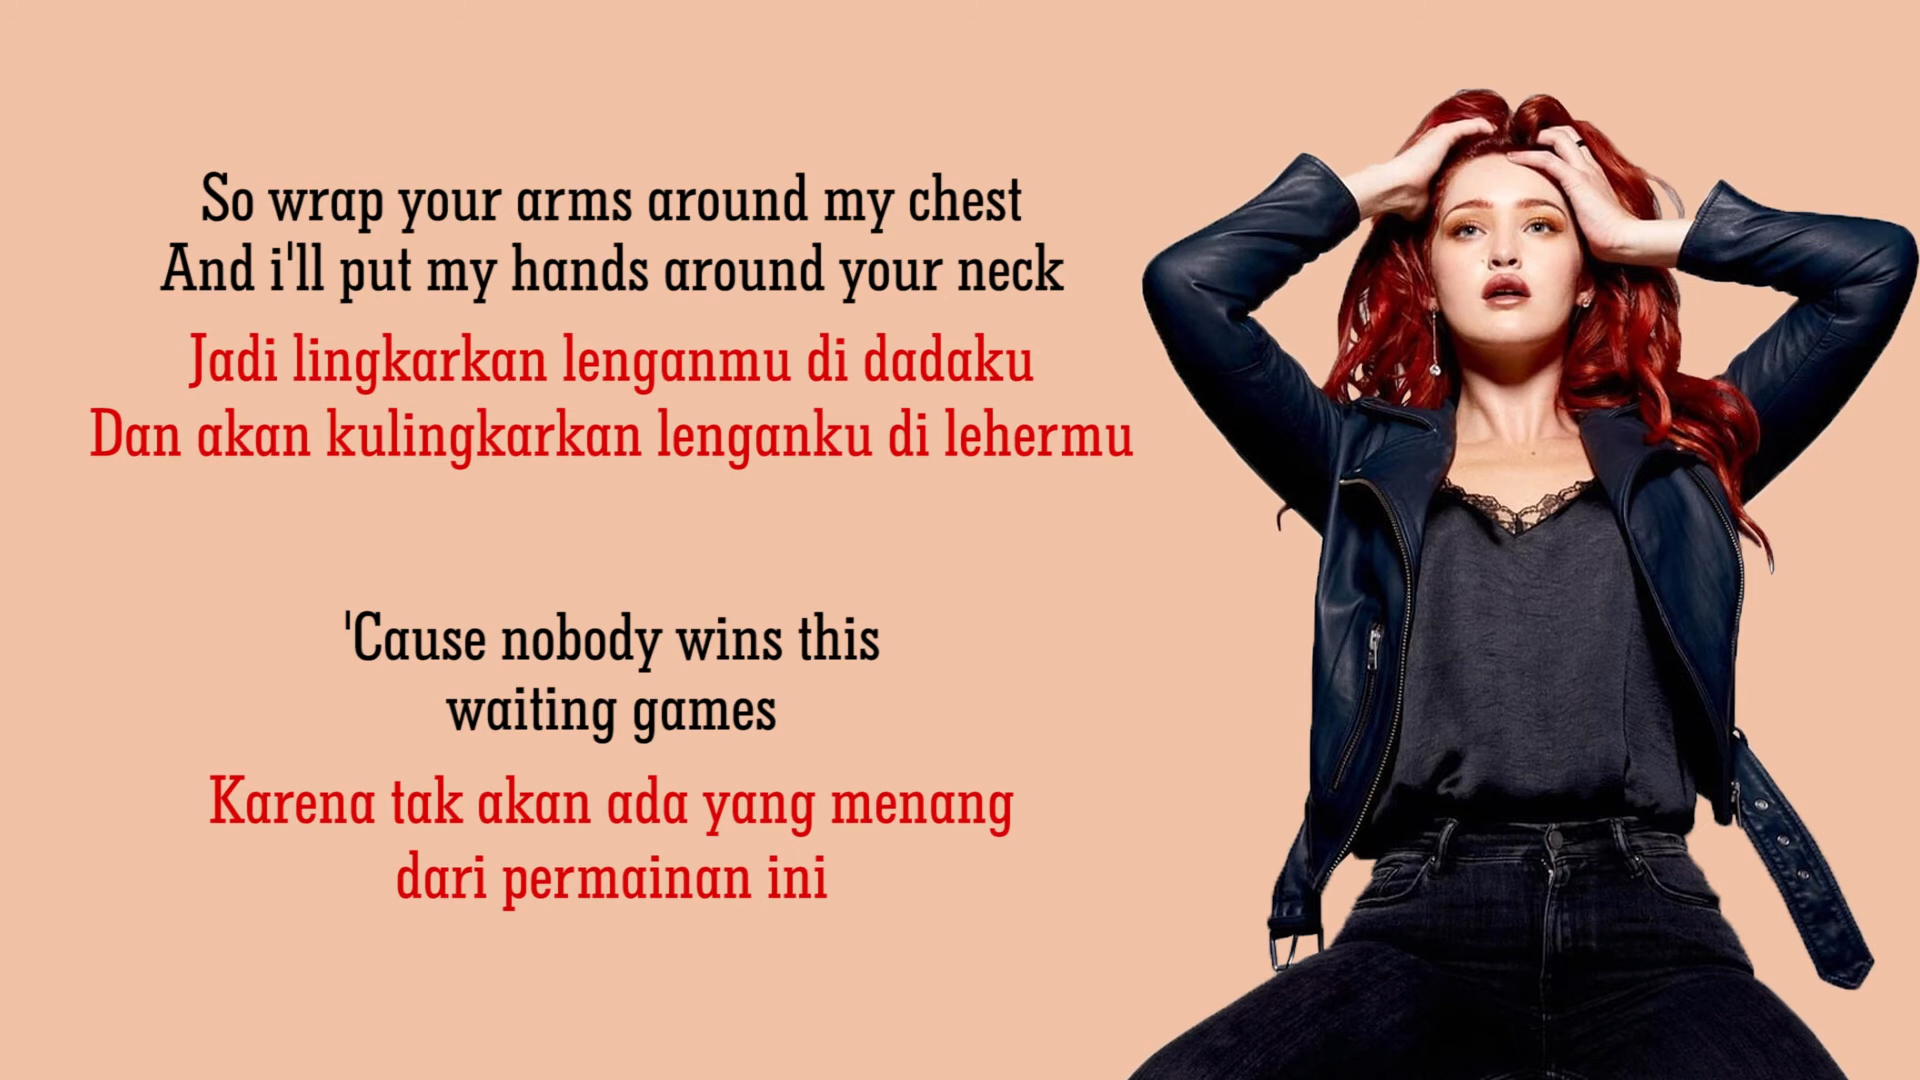 So wrap your arms around my chest
And i'll put my hands around your neck
Jadi lingkarkan lenganmu di dadaku
Dan akan kulingkarkan lenganku di lehermu
'Cause nobody wins this
waiting games
Karena tak akan ada yang menang
dari permainan ini